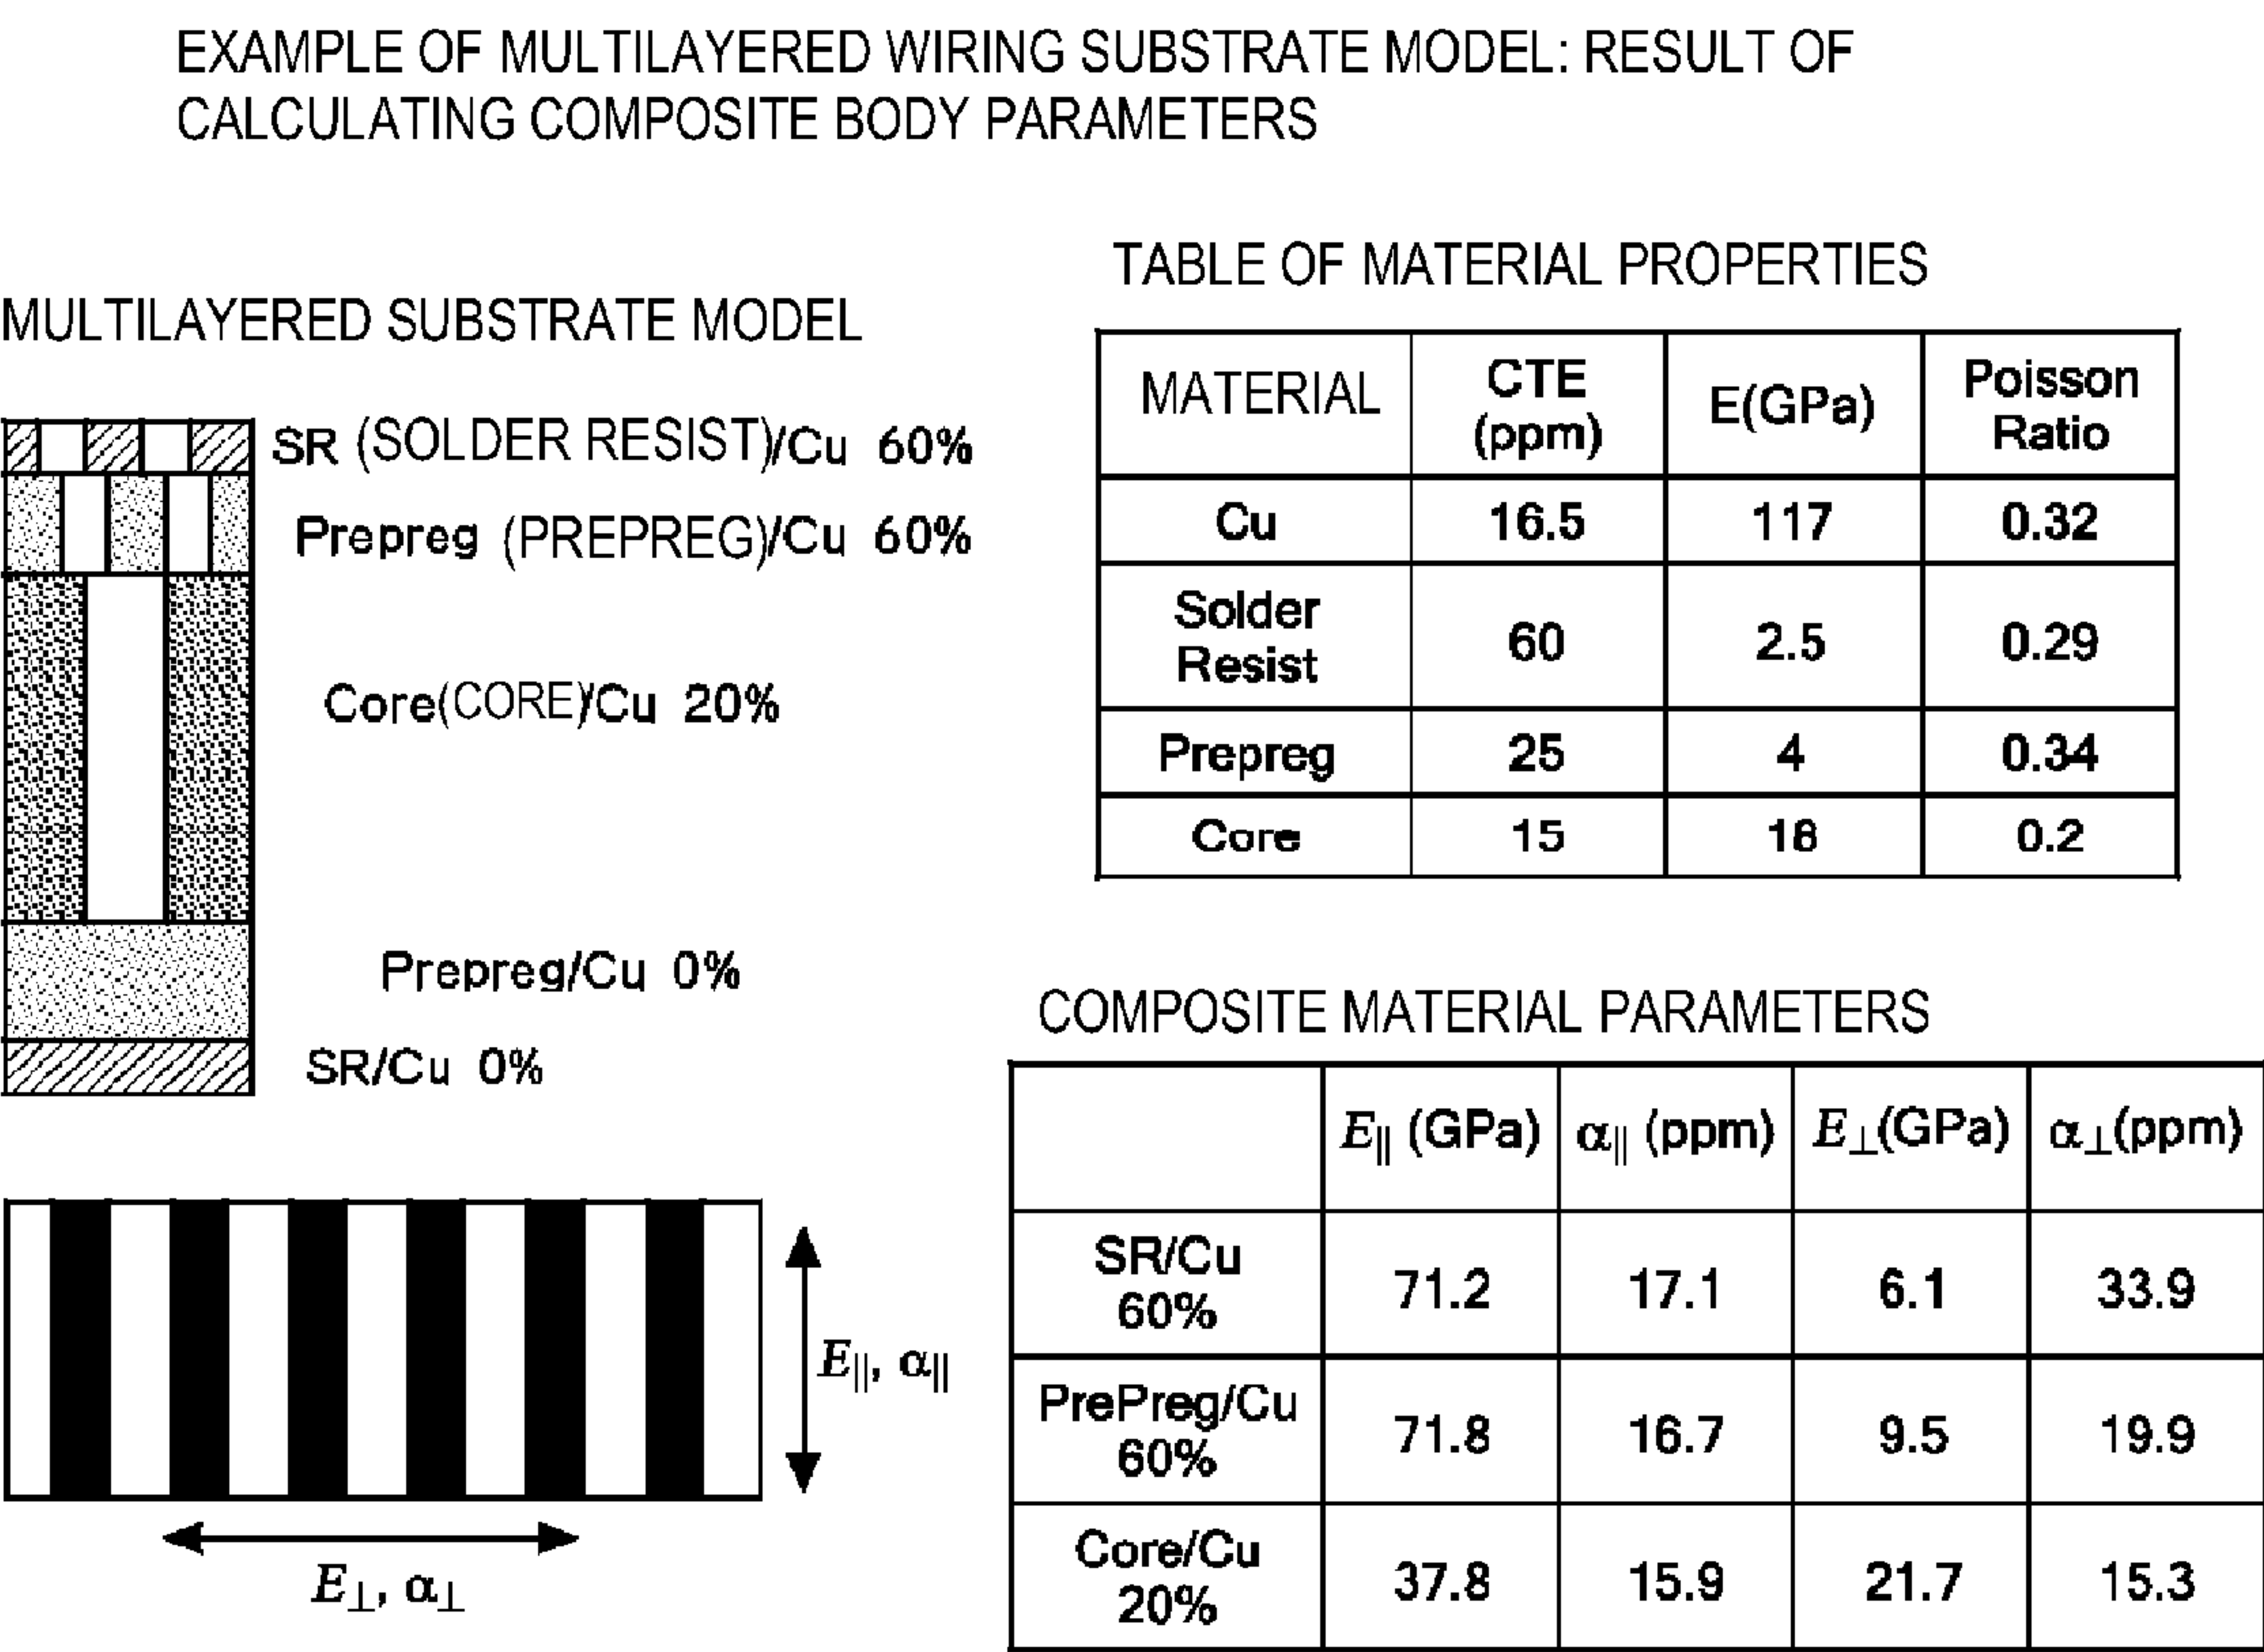 EXAMPLE OF MULTILAYERED WIRING SUBSTRATE MODEL: RESULT OF
CALCULATING COMPOSITE BODY PARAMETERS
MULTILAYERED SUBSTRATE MODEL
SR (SOLDER RESIST)/Cu 60%
Prepreg (PREPREG)/Cu 60%
Core(CORE)/Cu 20%
Prepreg/Cu 0%
SR/Cu 0%
E||, α||
E⊥, α⊥
TABLE OF MATERIAL PROPERTIES
MATERIAL CTE (ppm) E(GPa) Poisson Ratio
Cu 16.5 117 0.32
Solder Resist 60 2.5 0.29
Prepreg 25 4 0.34
Core 15 18 0.2
COMPOSITE MATERIAL PARAMETERS
E|| (GPa) α|| (ppm) E⊥(GPa) α⊥(ppm)
SR/Cu 60% 71.2 17.1 6.1 33.9
PrePreg/Cu 60% 71.8 16.7 9.5 19.9
Core/Cu 20% 37.8 15.9 21.7 15.3